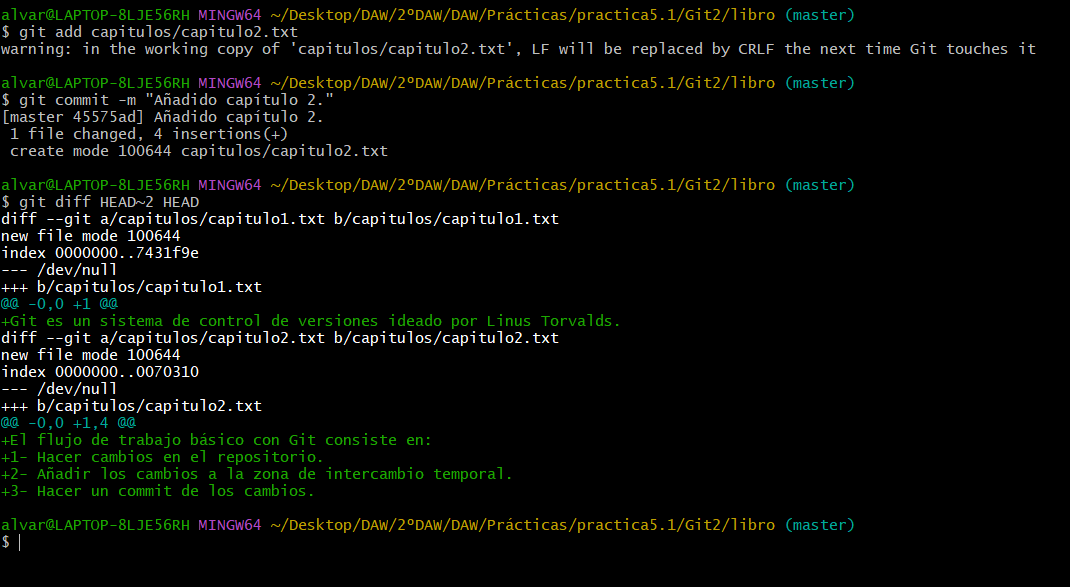 alvar@LAPTOP-8LJE56RH MINGW64 ~/Desktop/DAW/2ºDAW/DAW/Prácticas/practica5.1/Git2/libro (master)
$ git add capitulos/capitulo2.txt
warning: in the working copy of 'capitulos/capitulo2.txt', LF will be replaced by CRLF the next time Git touches it

alvar@LAPTOP-8LJE56RH MINGW64 ~/Desktop/DAW/2ºDAW/DAW/Prácticas/practica5.1/Git2/libro (master)
$ git commit -m "Añadido capítulo 2."
[master 45575ad] Añadido capítulo 2.
 1 file changed, 4 insertions(+)
 create mode 100644 capitulos/capitulo2.txt

alvar@LAPTOP-8LJE56RH MINGW64 ~/Desktop/DAW/2ºDAW/DAW/Prácticas/practica5.1/Git2/libro (master)
$ git diff HEAD~2 HEAD
diff --git a/capitulos/capitulo1.txt b/capitulos/capitulo1.txt
new file mode 100644
index 0000000..7431f9e
--- /dev/null
+++ b/capitulos/capitulo1.txt
@@ -0,0 +1 @@
+Git es un sistema de control de versiones ideado por Linus Torvalds.
diff --git a/capitulos/capitulo2.txt b/capitulos/capitulo2.txt
new file mode 100644
index 0000000..0070310
--- /dev/null
+++ b/capitulos/capitulo2.txt
@@ -0,0 +1,4 @@
+El flujo de trabajo básico con Git consiste en:
+1- Hacer cambios en el repositorio.
+2- Añadir los cambios a la zona de intercambio temporal.
+3- Hacer un commit de los cambios.

alvar@LAPTOP-8LJE56RH MINGW64 ~/Desktop/DAW/2ºDAW/DAW/Prácticas/practica5.1/Git2/libro (master)
$